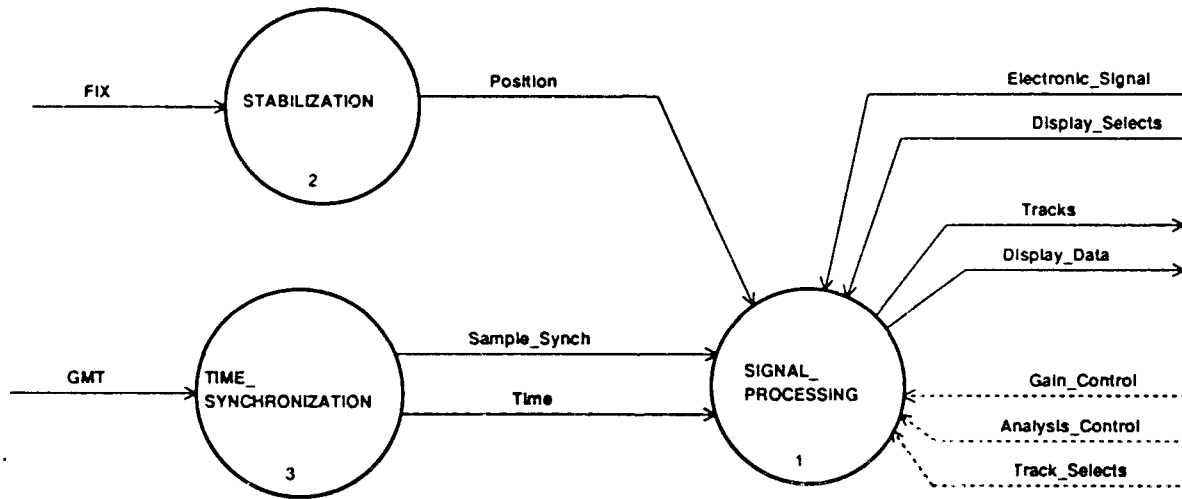 FIX
STABILIZATION
2
Position
Electronic_Signal
Display_Selects
Tracks
Display_Data
GMT
TIME_
SYNCHRONIZATION
3
Sample_Synch
Time
SIGNAL_
PROCESSING
1
Gain_Control
Analysis_Control
Track_Selects